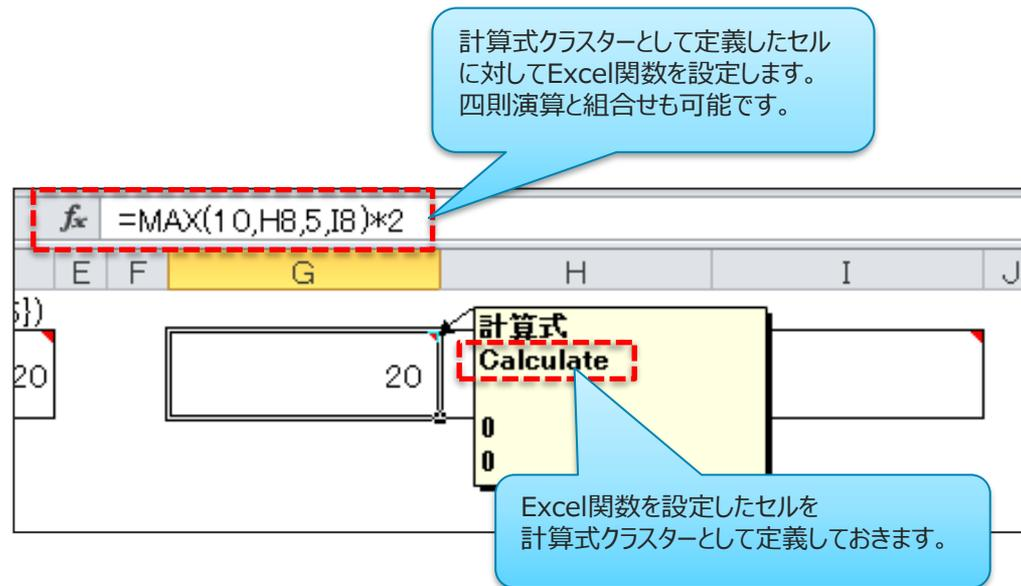 計算式クラスターとして定義したセル
に対してExcel関数を設定します。
四則演算と組合せも可能です。
fx =MAX(10,H8,5,I8)*2
E F G H I J
5})
計算式
20 20 Calculate
0
0
Excel関数を設定したセルを
計算式クラスターとして定義しておきます。